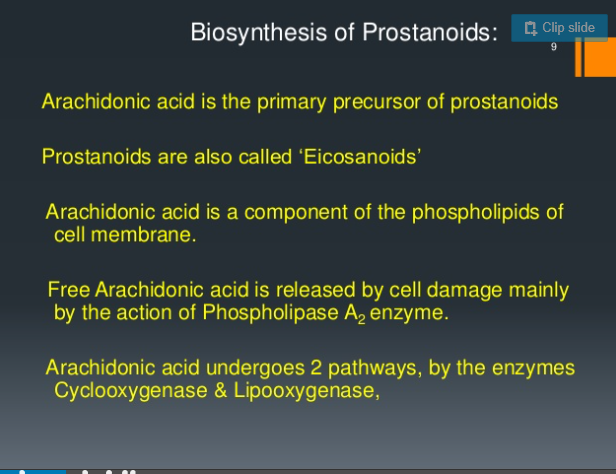 Biosynthesis of Prostanoids:
Clip slide
9
Arachidonic acid is the primary precursor of prostanoids
Prostanoids are also called ‘Eicosanoids’
Arachidonic acid is a component of the phospholipids of
cell membrane.
Free Arachidonic acid is released by cell damage mainly
by the action of Phospholipase A₂ enzyme.
Arachidonic acid undergoes 2 pathways, by the enzymes
Cyclooxygenase & Lipooxygenase,